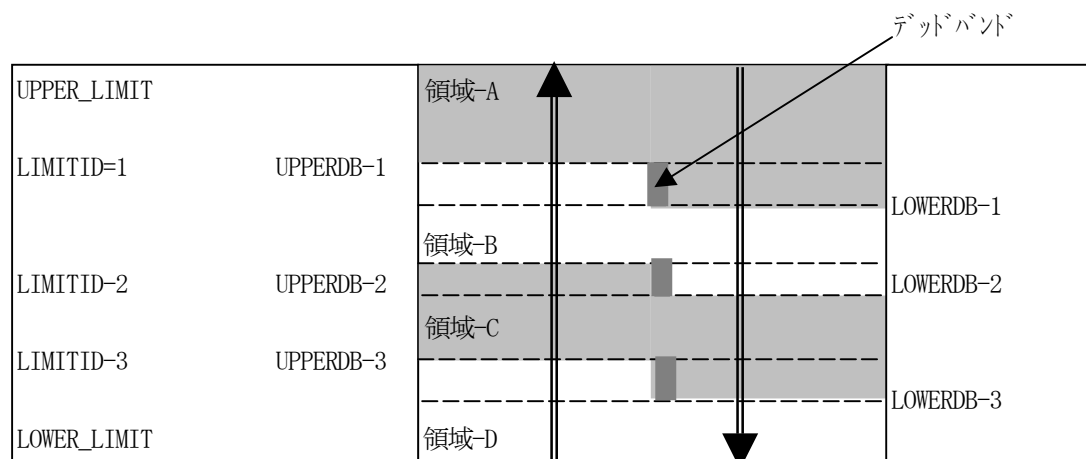 ﾃﾞｯﾄﾞﾊﾞﾝﾄﾞ
UPPER_LIMIT 領域-A
LIMITID=1 UPPERDB-1
LOWERDB-1
領域-B
LIMITID-2 UPPERDB-2 LOWERDB-2
領域-C
LIMITID-3 UPPERDB-3
LOWERDB-3
LOWER_LIMIT 領域-D